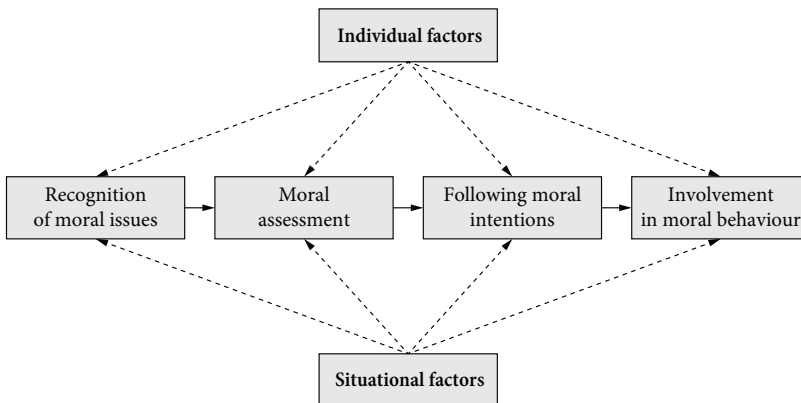 Individual factors
Recognition
of moral issues
Moral
assessment
Following moral
intentions
Involvement
in moral behaviour
Situational factors